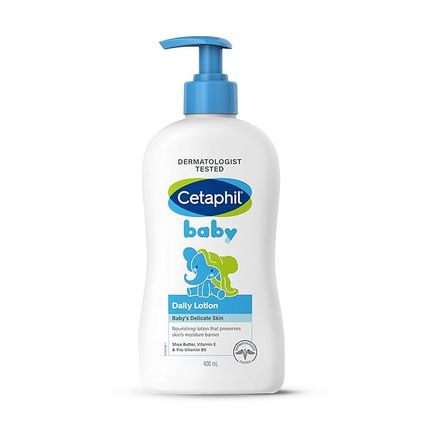 DERMATOLOGIST
TESTED
Cetaphil
baby
Daily Lotion
Baby's Delicate Skin
Nourishing lotion that preserves
skin's moisture barrier
Shea Butter, Vitamin E
& Pro Vitamin B5
400 mL